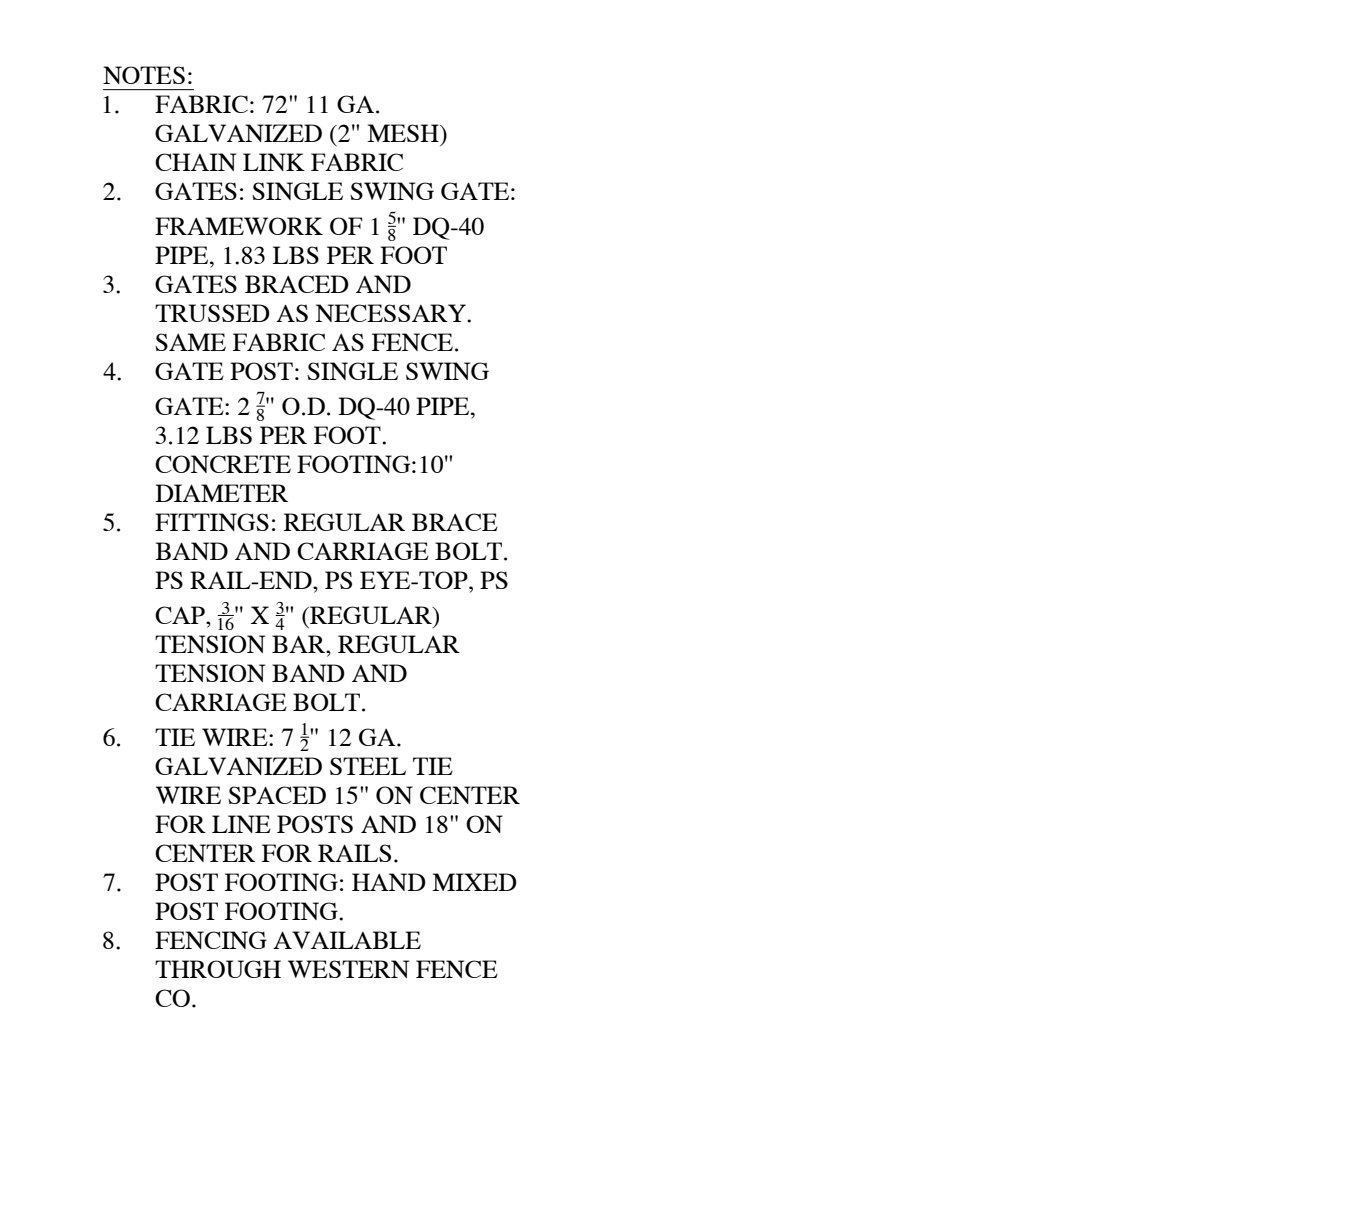 NOTES:
1. FABRIC: 72" 11 GA.
GALVANIZED (2" MESH)
CHAIN LINK FABRIC
2. GATES: SINGLE SWING GATE:
FRAMEWORK OF 1 5/8" DQ-40
PIPE, 1.83 LBS PER FOOT
3. GATES BRACED AND
TRUSSED AS NECESSARY.
SAME FABRIC AS FENCE.
4. GATE POST: SINGLE SWING
GATE: 2 7/8" O.D. DQ-40 PIPE,
3.12 LBS PER FOOT.
CONCRETE FOOTING:10"
DIAMETER
5. FITTINGS: REGULAR BRACE
BAND AND CARRIAGE BOLT.
PS RAIL-END, PS EYE-TOP, PS
CAP, 3/16" X 3/4" (REGULAR)
TENSION BAR, REGULAR
TENSION BAND AND
CARRIAGE BOLT.
6. TIE WIRE: 7 1/2" 12 GA.
GALVANIZED STEEL TIE
WIRE SPACED 15" ON CENTER
FOR LINE POSTS AND 18" ON
CENTER FOR RAILS.
7. POST FOOTING: HAND MIXED
POST FOOTING.
8. FENCING AVAILABLE
THROUGH WESTERN FENCE
CO.